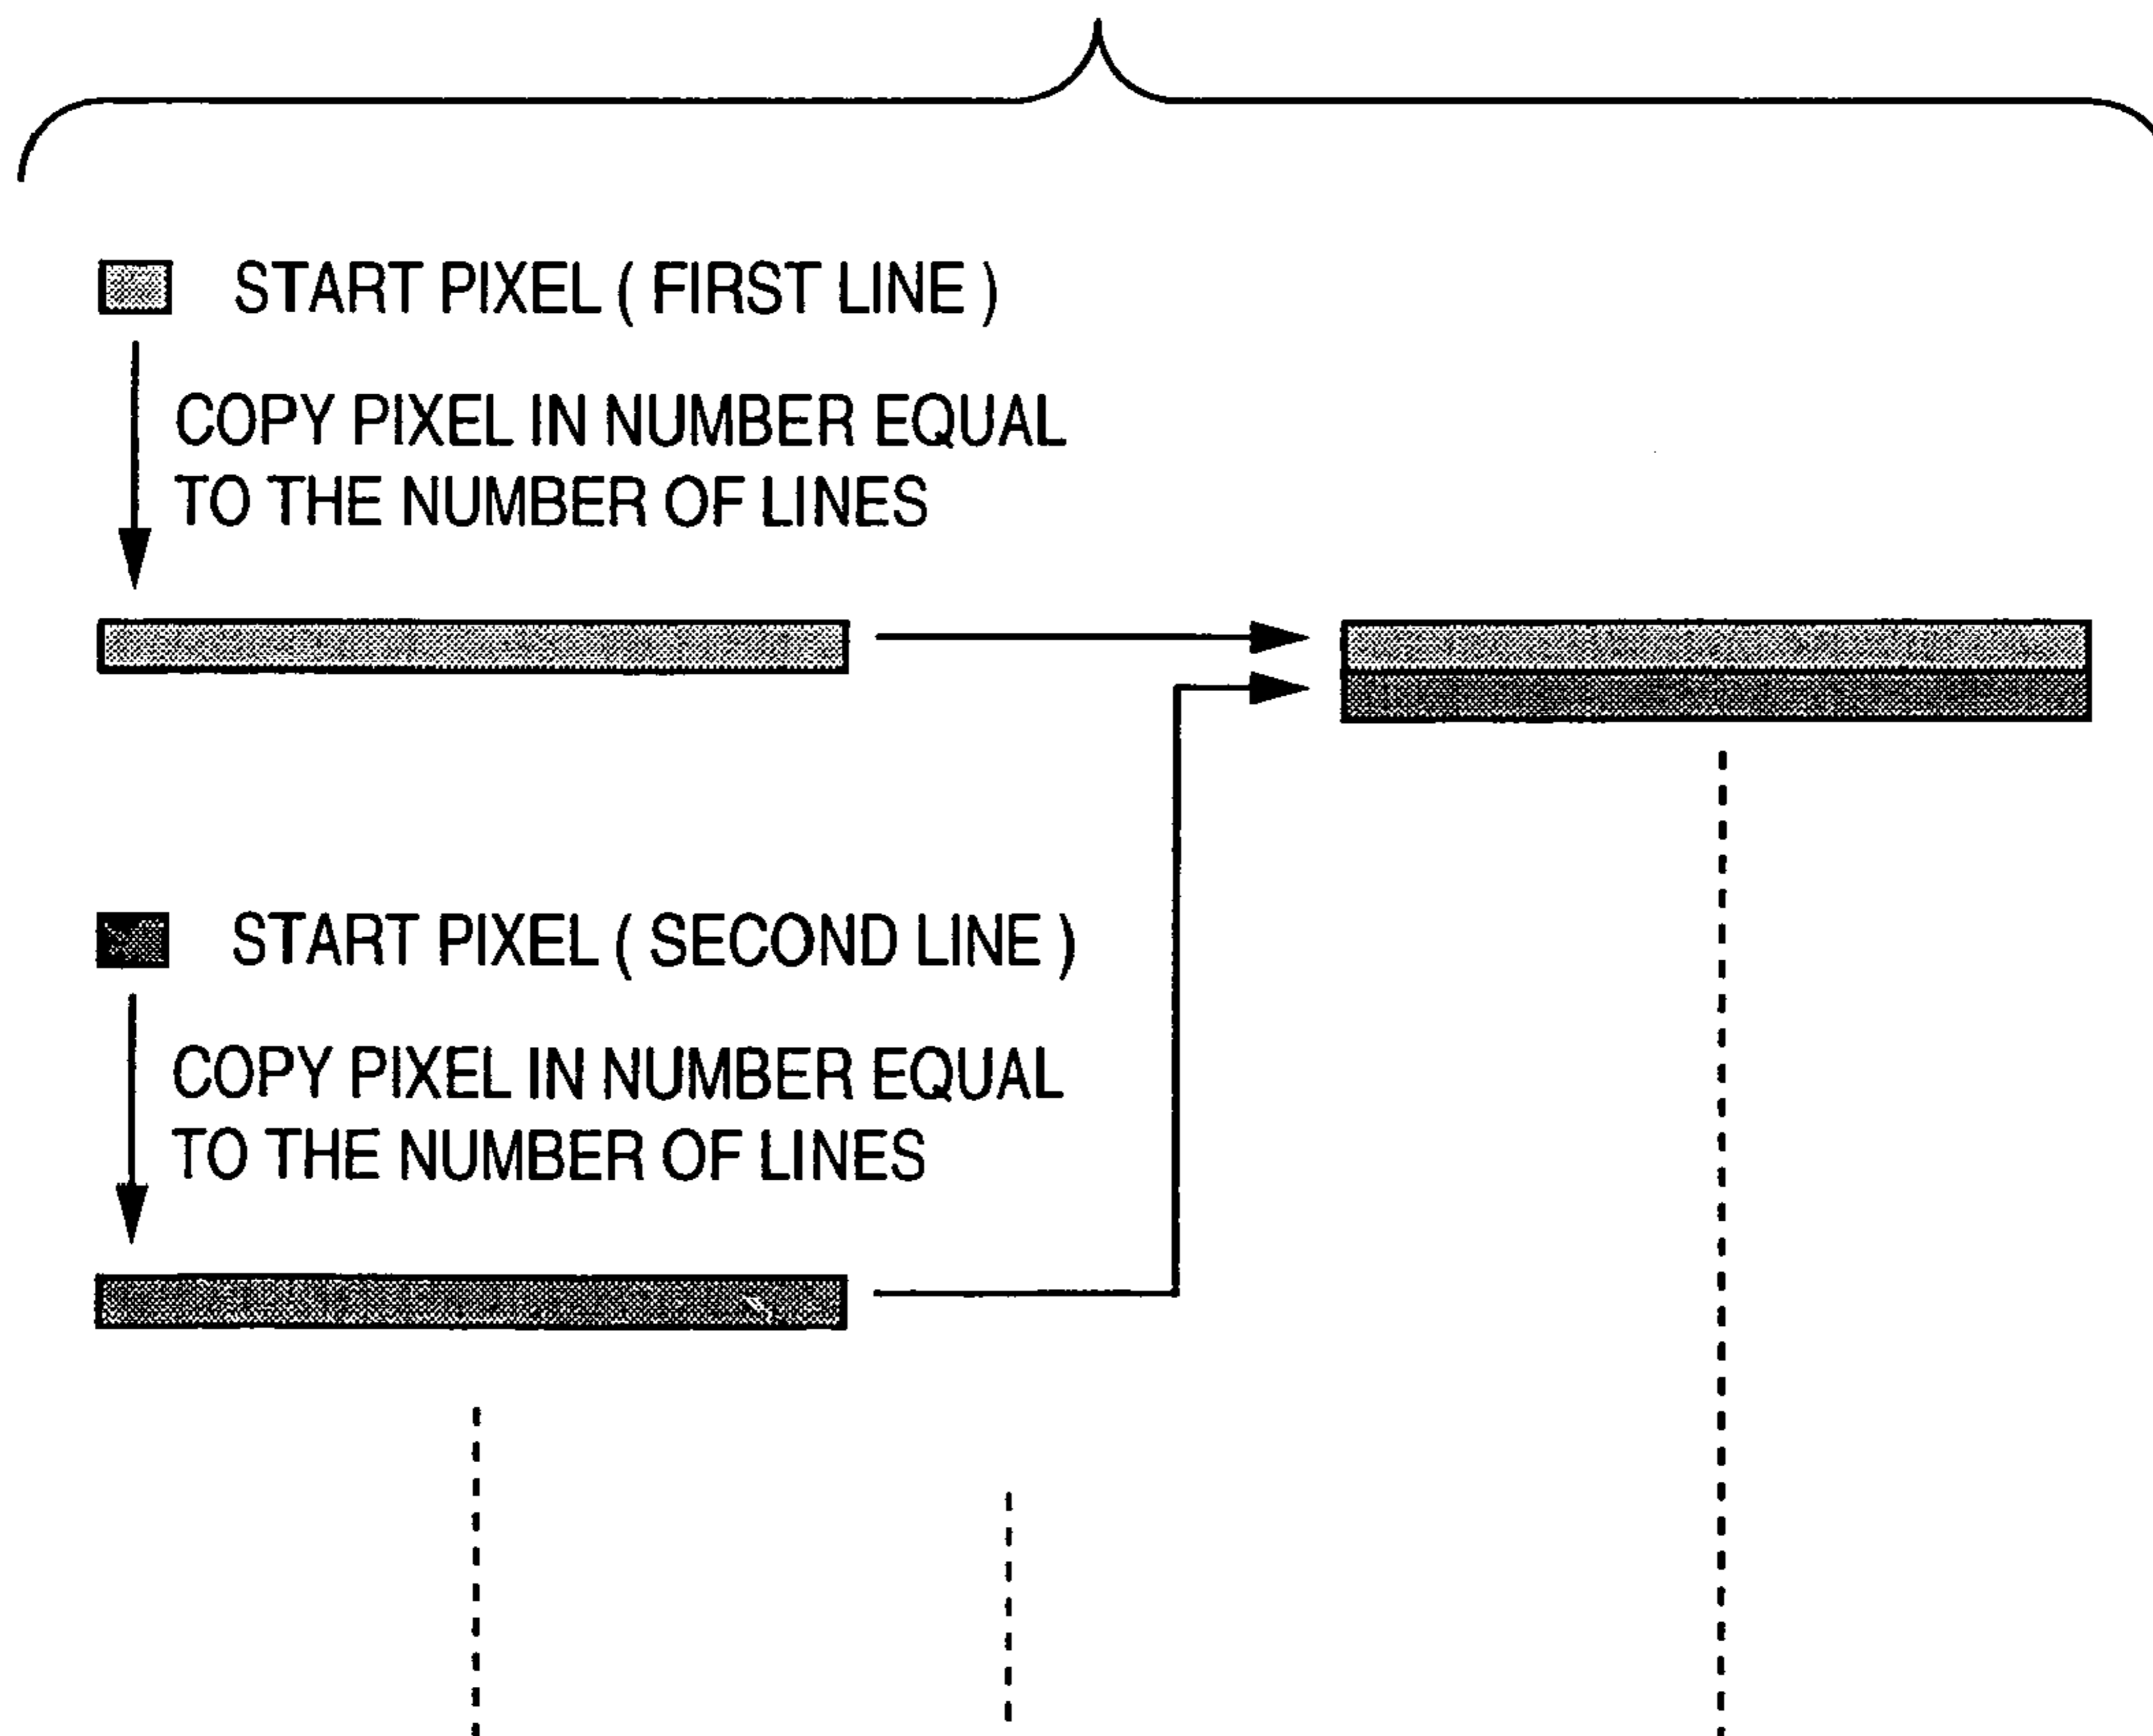 START PIXEL ( FIRST LINE )
COPY PIXEL IN NUMBER EQUAL
TO THE NUMBER OF LINES
START PIXEL ( SECOND LINE )
COPY PIXEL IN NUMBER EQUAL
TO THE NUMBER OF LINES